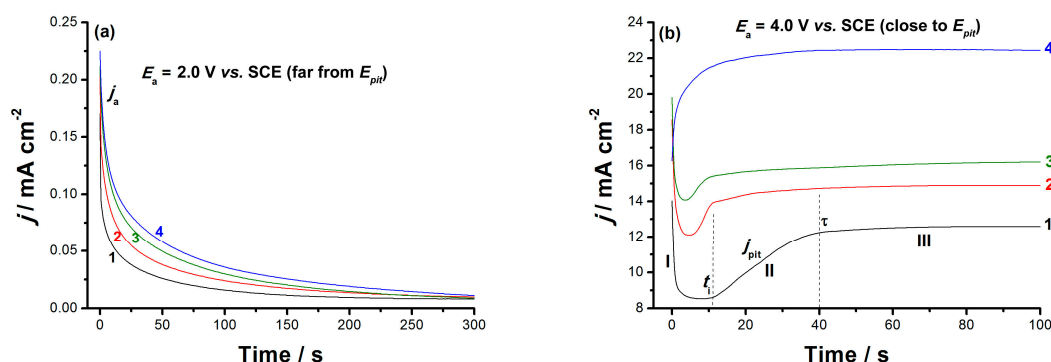 (a)
E_a = 2.0 V vs. SCE (far from E_pit)
j_a
1
2
3
4
j / mA cm⁻²
0.25
0.20
0.15
0.10
0.05
0.00
0 50 100 150 200 250 300
Time / s
(b)
E_a = 4.0 V vs. SCE (close to E_pit)
4
3
2
1
I
t_i
j_pit
II
τ
III
j / mA cm⁻²
24
22
20
18
16
14
12
10
8
0 20 40 60 80 100
Time / s